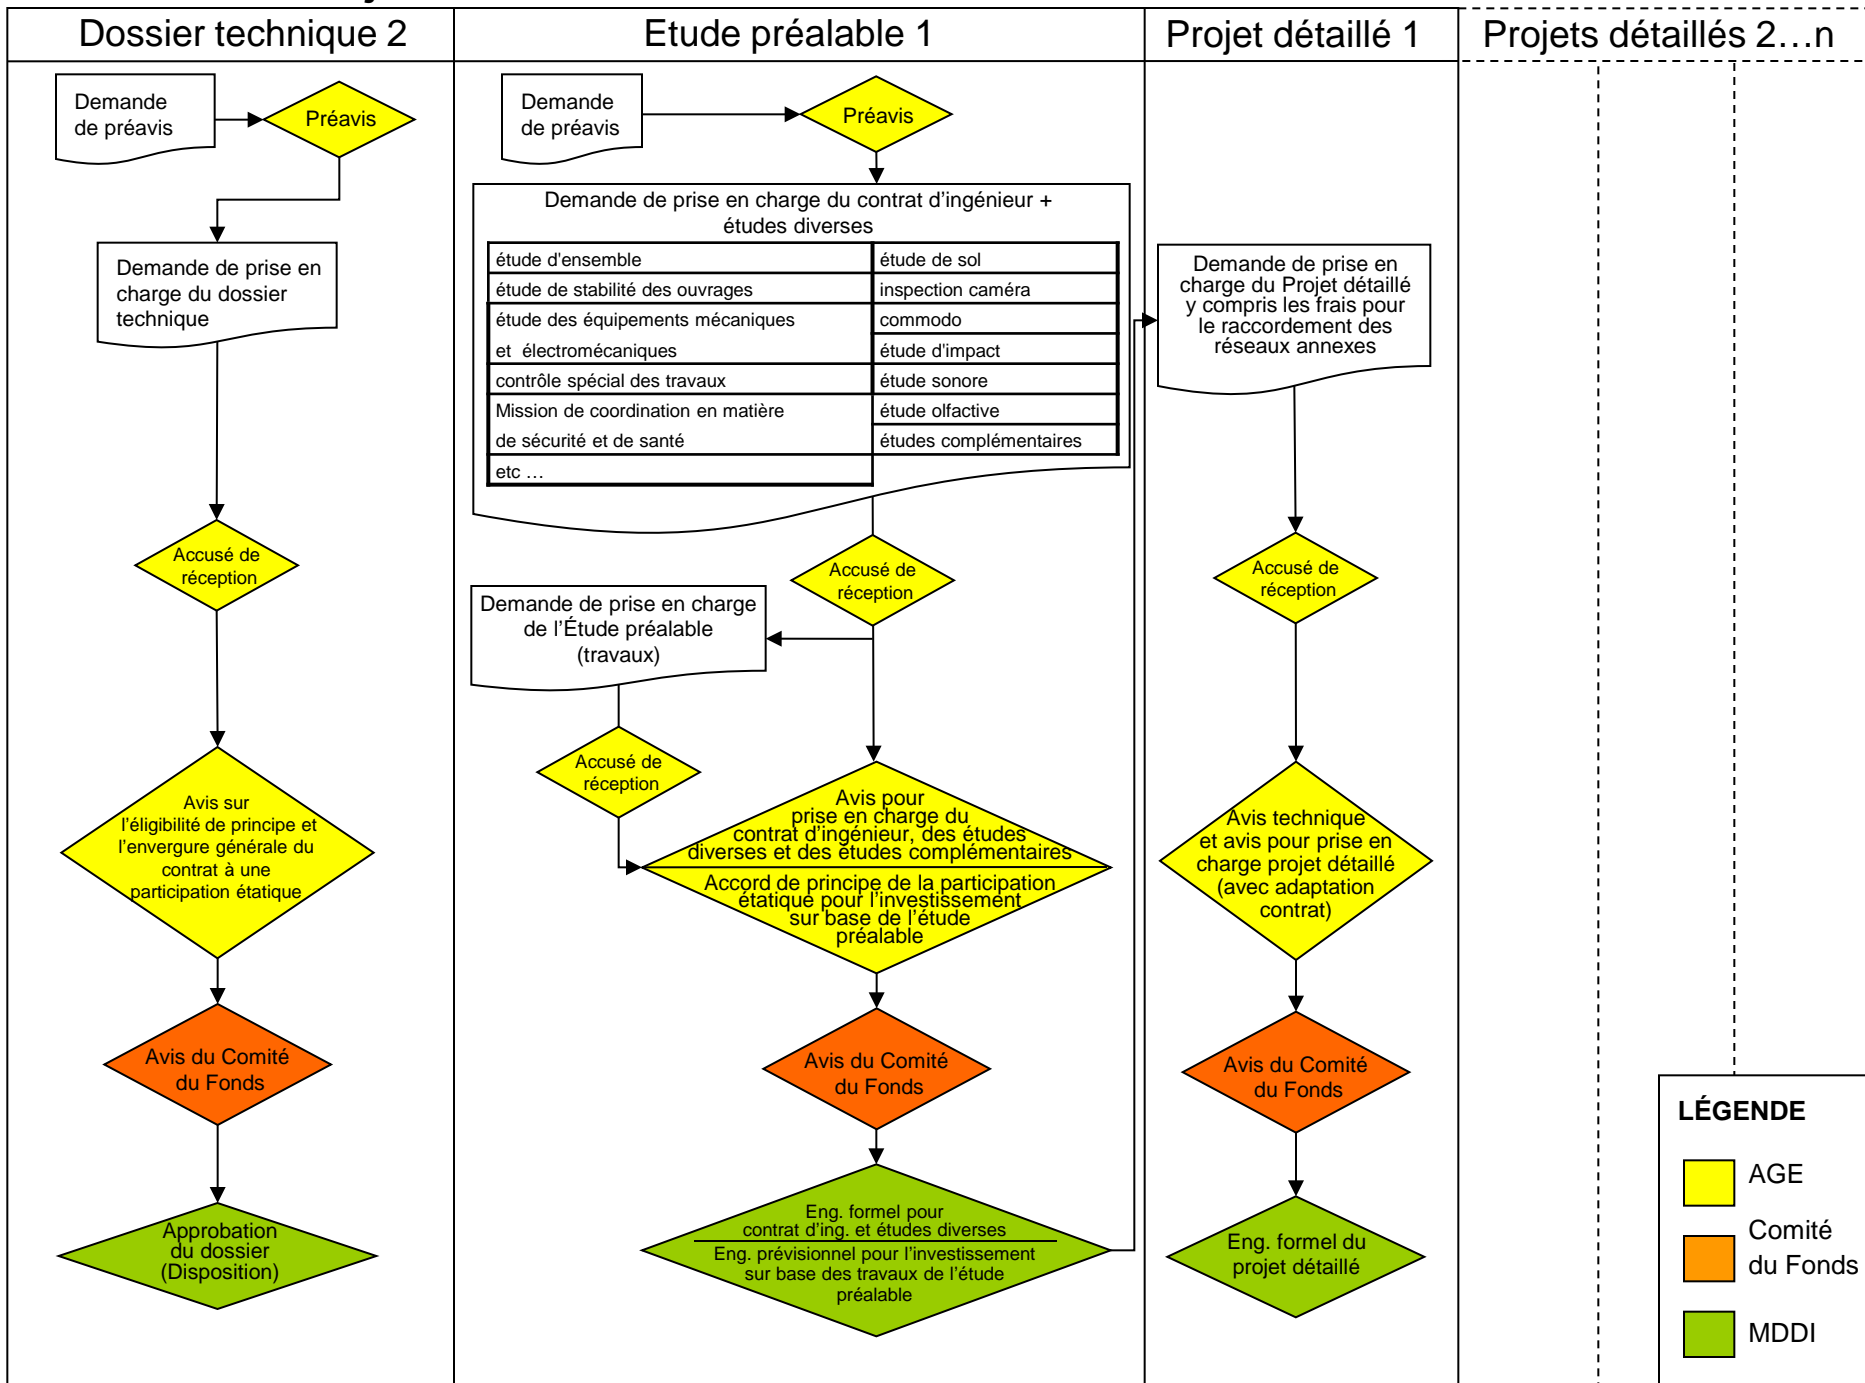 Dossier technique 2
Etude préalable 1
Projet détaillé 1
Projets détaillés 2…n
Demande
de préavis
Préavis
Demande de prise en
charge du dossier
technique
Accusé de
réception
Avis sur
l'éligibilité de principe et
l'envergure générale du
contrat à une
participation étatique
Avis du Comité
du Fonds
Approbation
du dossier
(Disposition)
Demande
de préavis
Préavis
Demande de prise en charge du contrat d'ingénieur +
études diverses
étude d'ensemble
étude de stabilité des ouvrages
étude des équipements mécaniques
et électromécaniques
contrôle spécial des travaux
Mission de coordination en matière
de sécurité et de santé
etc …
étude de sol
inspection caméra
commodo
étude d'impact
étude sonore
étude olfactive
études complémentaires
Accusé de
réception
Demande de prise en charge
de l'Étude préalable
(travaux)
Accusé de
réception
Avis pour
prise en charge du
contrat d'ingénieur, des études
diverses et des études complémentaires
Accord de principe de la participation
étatique pour l'investissement
sur base de l'étude
préalable
Avis du Comité
du Fonds
Eng. formel pour
contrat d'ing. et études diverses
Eng. prévisionnel pour l'investissement
sur base des travaux de l'étude
préalable
Demande de prise en
charge du Projet détaillé
y compris les frais pour
le raccordement des
réseaux annexes
Accusé de
réception
Avis technique
et avis pour prise en
charge projet détaillé
(avec adaptation
contrat)
Avis du Comité
du Fonds
Eng. formel du
projet détaillé
LÉGENDE
AGE
Comité
du Fonds
MDDI